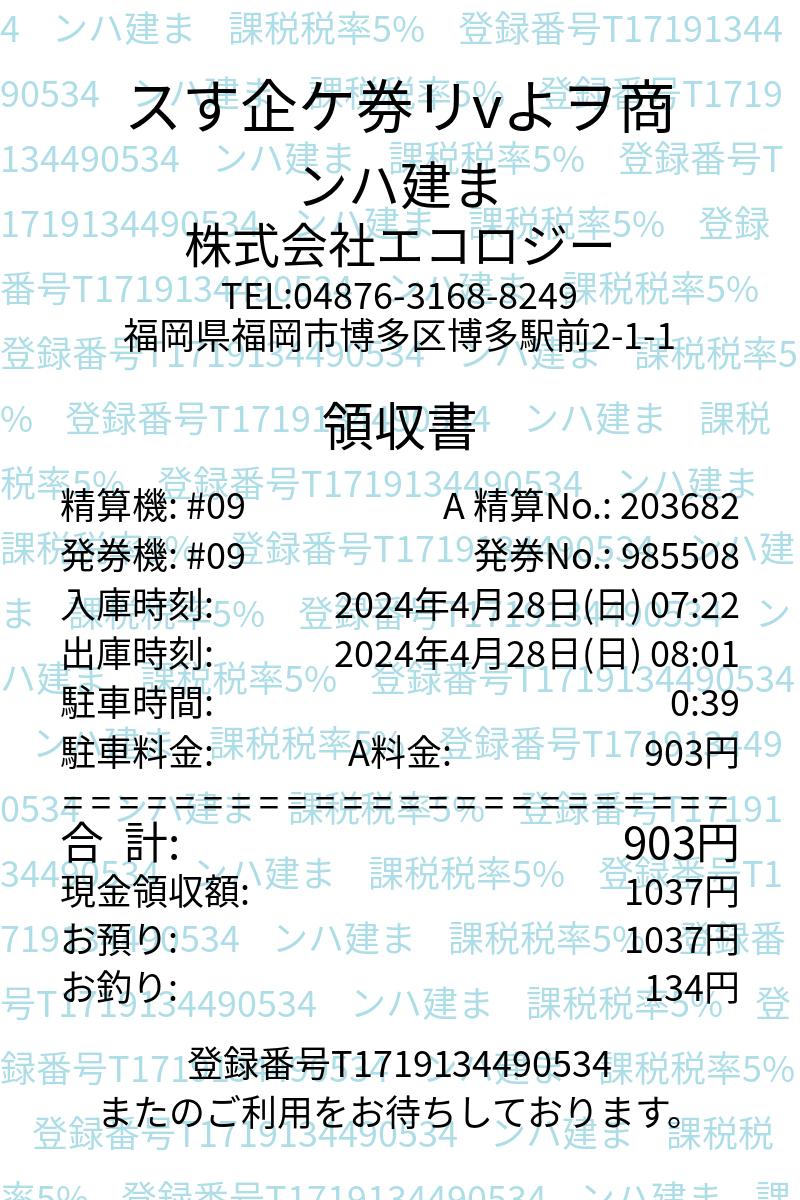 スす企ケ券リvよヲ商
ンハ建ま
株式会社エコロジー
TEL:04876-3168-8249
福岡県福岡市博多区博多駅前2-1-1
領収書
精算機: #09 A 精算No.: 203682
発券機: #09 発券No.: 985508
入庫時刻: 2024年4月28日(日) 07:22
出庫時刻: 2024年4月28日(日) 08:01
駐車時間: 0:39
駐車料金: A料金: 903円
========================
合 計: 903円
現金領収額: 1037円
お預り: 1037円
お釣り: 134円
登録番号T1719134490534
またのご利用をお待ちしております。